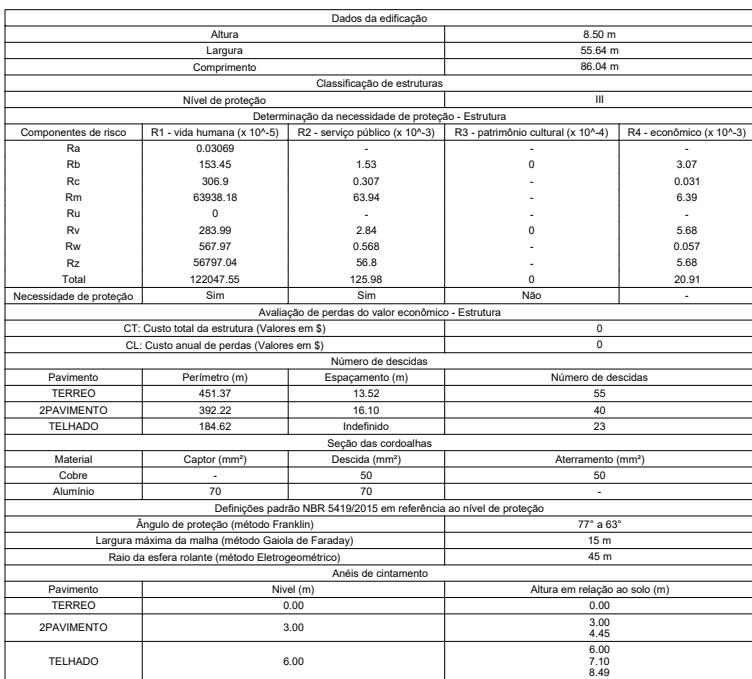 Dados da edificação
Altura 8.50 m
Largura 55.64 m
Comprimento 86.04 m
Classificação de estruturas
Nível de proteção III
Determinação da necessidade de proteção - Estrutura
Componentes de risco R1 - vida humana (x 10^-5) R2 - serviço público (x 10^-3) R3 - patrimônio cultural (x 10^-4) R4 - econômico (x 10^-3)
Ra 0.03069 - - -
Rb 153.45 1.53 0 3.07
Rc 306.9 0.307 - 0.031
Rm 63938.18 63.94 - 6.39
Ru 0 - - -
Rv 283.99 2.84 0 5.68
Rw 567.97 0.568 - 0.057
Rz 56797.04 56.8 - 5.68
Total 122047.55 125.98 0 20.91
Necessidade de proteção Sim Sim Não -
Avaliação de perdas do valor econômico - Estrutura
CT: Custo total da estrutura (Valores em $) 0
CL: Custo anual de perdas (Valores em $) 0
Número de descidas
Pavimento Perímetro (m) Espaçamento (m) Número de descidas
TERREO 451.37 13.52 55
2PAVIMENTO 392.22 16.10 40
TELHADO 184.62 Indefinido 23
Seção das cordoalhas
Material Captor (mm²) Descida (mm²) Aterramento (mm²)
Cobre - 50 50
Alumínio 70 70 -
Definições padrão NBR 5419/2015 em referência ao nível de proteção
Ângulo de proteção (método Franklin) 77° a 63°
Largura máxima da malha (método Gaiola de Faraday) 15 m
Raio da esfera rolante (método Eletrogeométrico) 45 m
Anéis de cintamento
Pavimento Nivel (m) Altura em relação ao solo (m)
TERREO 0.00 0.00
2PAVIMENTO 3.00 3.00
4.45
TELHADO 6.00 6.00
7.10
8.49